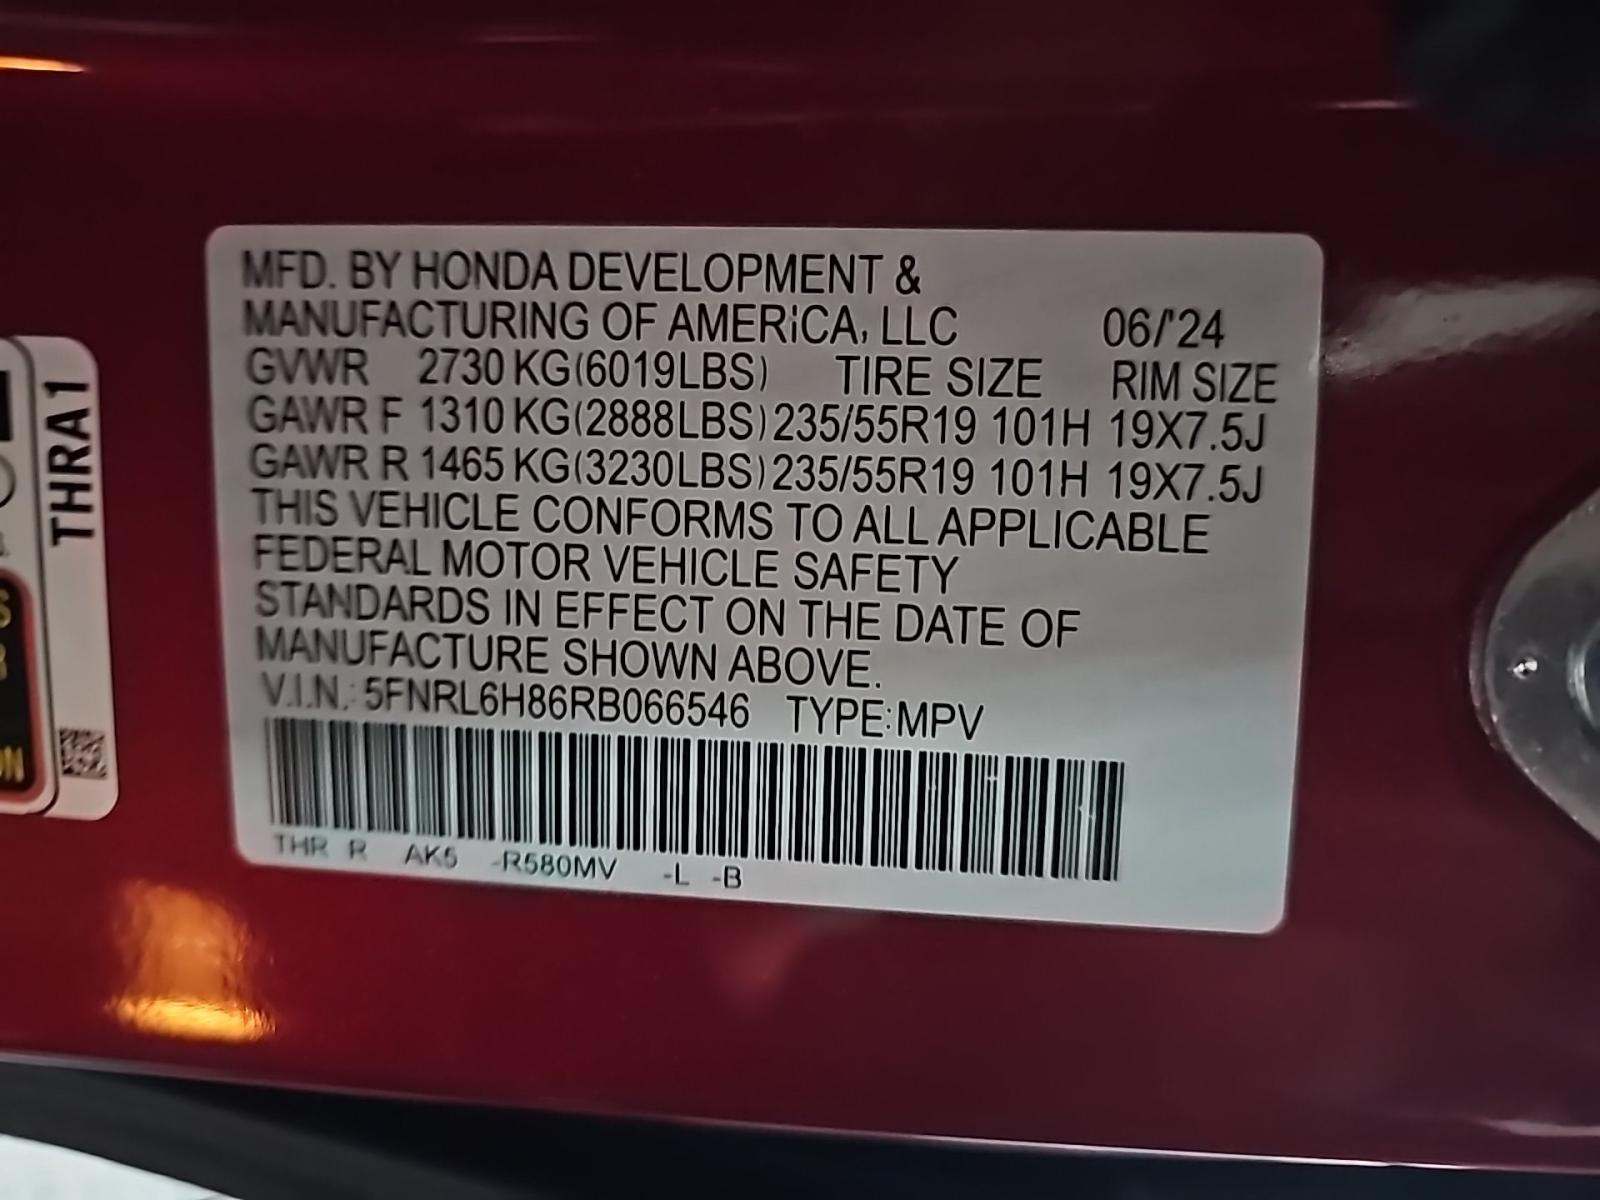 MFD. BY HONDA DEVELOPMENT &
MANUFACTURING OF AMERiCA, LLC 06/'24
GVWR 2730 KG(6019LBS) TIRE SIZE RIM SIZE
GAWR F 1310 KG(2888LBS) 235/55R19 101H 19X7.5J
GAWR R 1465 KG(3230LBS) 235/55R19 101H 19X7.5J
THIS VEHICLE CONFORMS TO ALL APPLICABLE
FEDERAL MOTOR VEHICLE SAFETY
STANDARDS IN EFFECT ON THE DATE OF
MANUFACTURE SHOWN ABOVE.
V.I.N.: 5FNRL6H86RB066546 TYPE:MPV
THR R AK5 -R580MV -L -B
THRA1